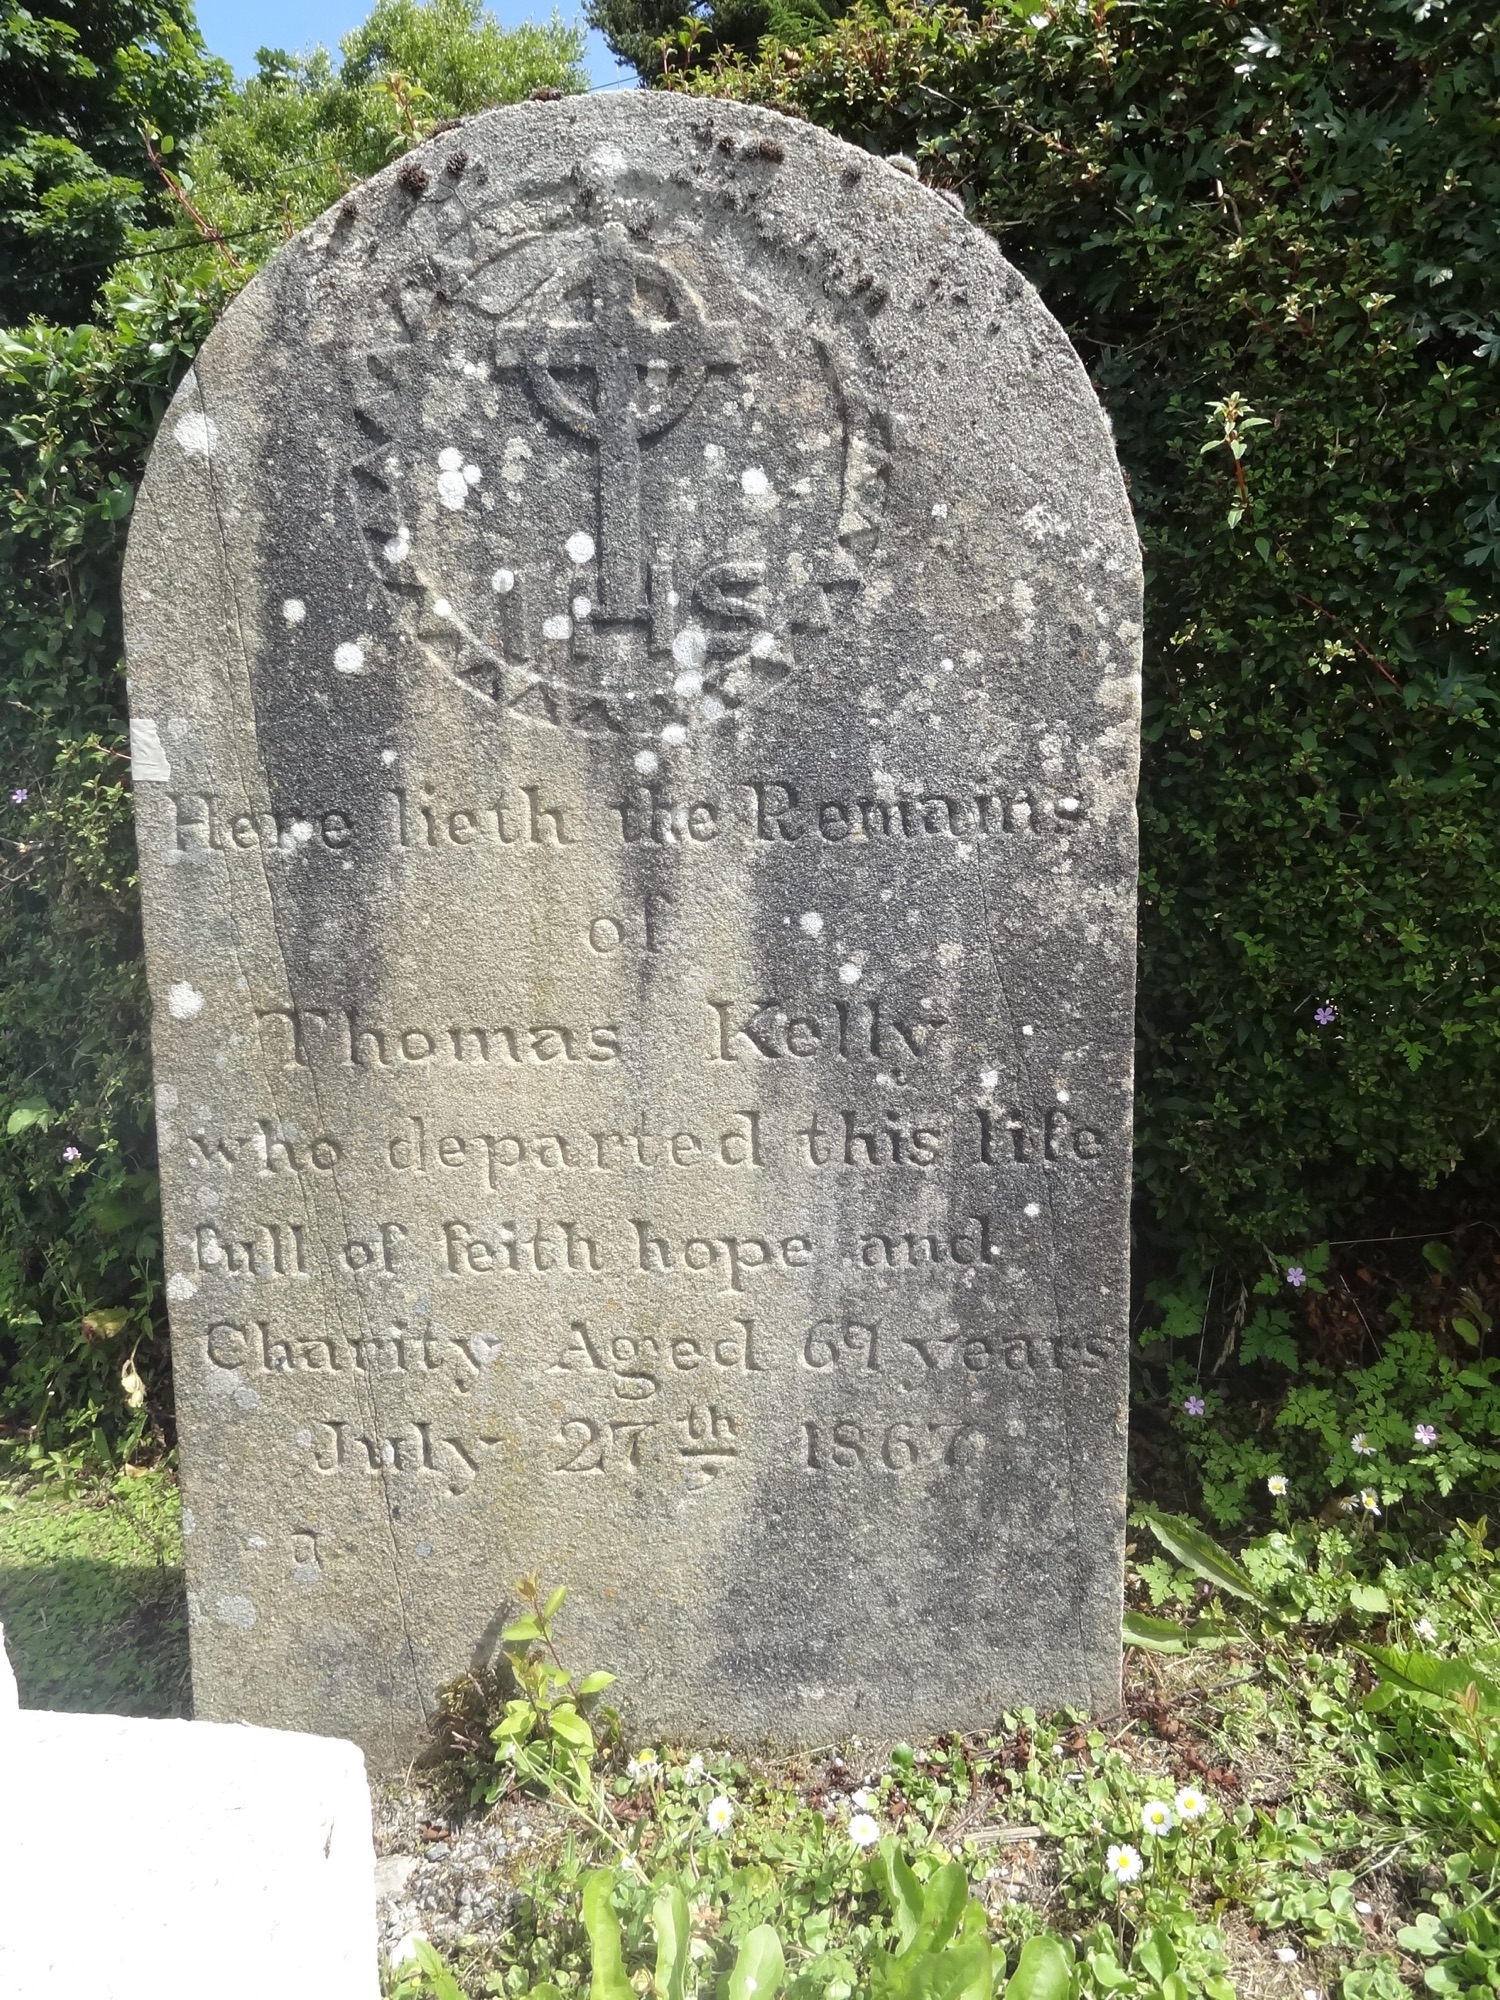 IHS
Here lieth the Remains
of
Thomas Kelly
who departed this life
full of feith hope and
Charity Aged 69 years
July 27th, 1867
a